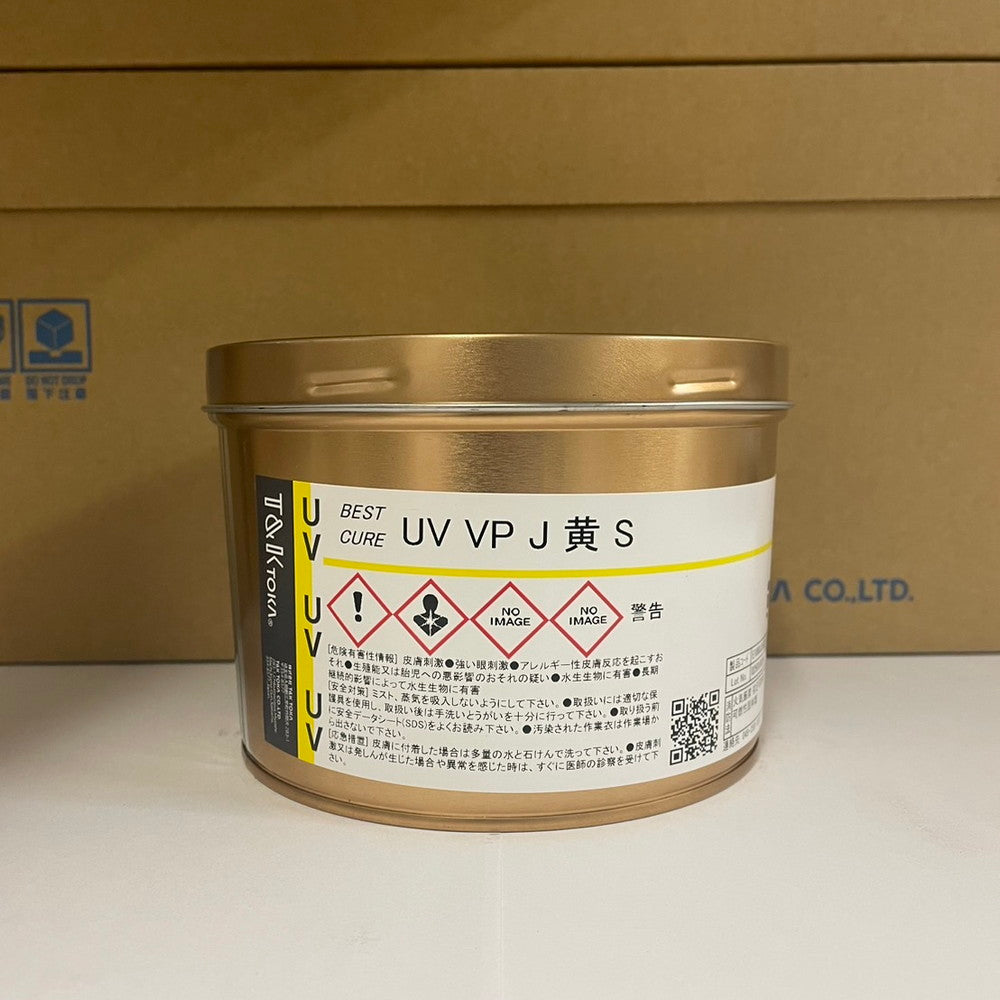 DO NOT DROP
落下注意
CO.,LTD.
T&K TOKA®
UV UV UV
BEST
CURE
UV VP J 黄 S
NO
IMAGE
NO
IMAGE
警告
[危険有害性情報] 皮膚刺激●強い眼刺激●アレルギー性皮膚反応を起こすお
それ●生殖能又は胎児への悪影響のおそれの疑い●水生生物に有害●長期
継続的影響によって水生生物に有害
[安全対策] ミスト、蒸気を吸入しないようにして下さい。●取扱いには適切な保
護具を使用し、取扱い後は手洗いとうがいを十分に行って下さい。●取り扱う前
に安全データシート(SDS)をよくお読み下さい。●汚染された作業衣は作業場か
ら出さないで下さい。
[応急措置] 皮膚に付着した場合は多量の水と石けんで洗って下さい。●皮膚刺
激又は発しんが生じた場合や異常を感じた時は、すぐに医師の診察を受けて下
さい。
製品コード
Lot No.
連絡先